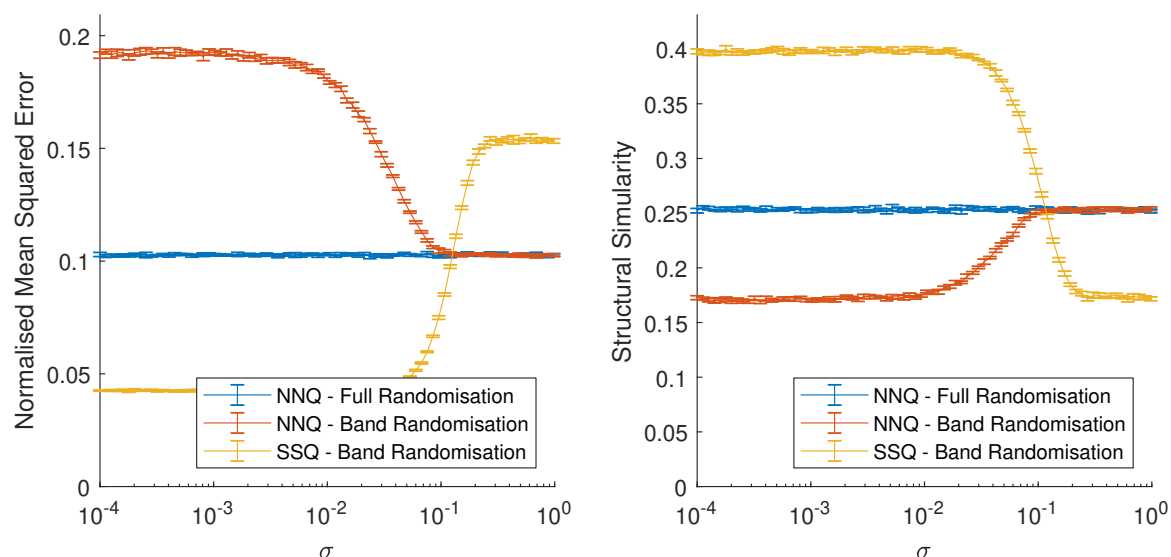 Normalised Mean Squared Error
0.2
0.15
0.1
0.05
0
10^-4
10^-3
10^-2
10^-1
10^0
σ
NNQ - Full Randomisation
NNQ - Band Randomisation
SSQ - Band Randomisation
Structural Simularity
0.4
0.35
0.3
0.25
0.2
0.15
0.1
0.05
0
10^-4
10^-3
10^-2
10^-1
10^0
σ
NNQ - Full Randomisation
NNQ - Band Randomisation
SSQ - Band Randomisation